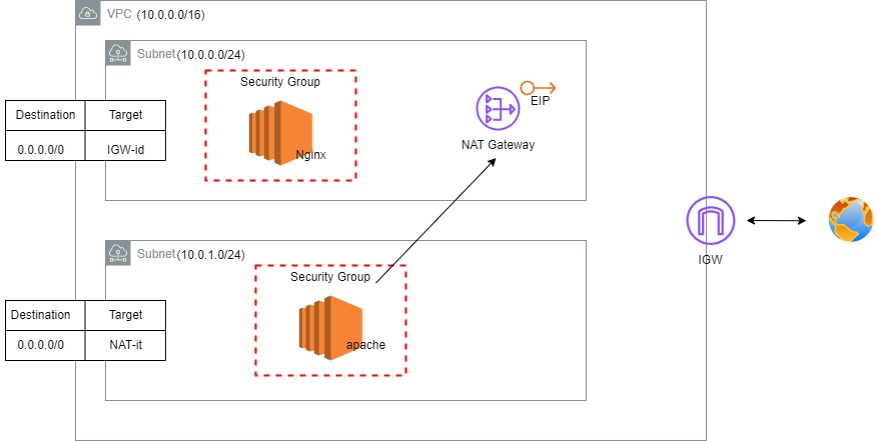 VPC (10.0.0.0/16)
Subnet(10.0.0.0/24)
Security Group
Nginx
EIP
NAT Gateway
Destination Target
0.0.0.0/0 IGW-id
IGW
Subnet(10.0.1.0/24)
Security Group
apache
Destination Target
0.0.0.0/0 NAT-it